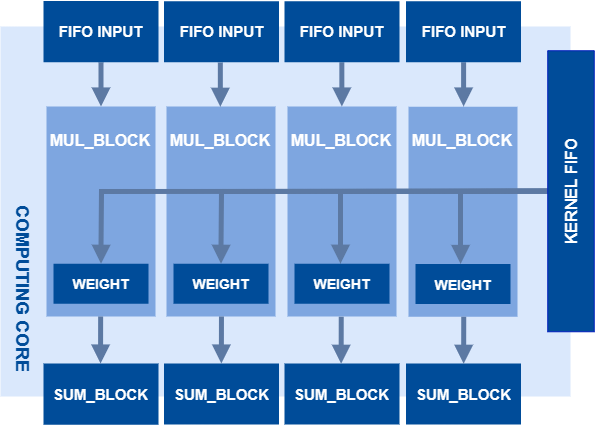 FIFO INPUT
FIFO INPUT
FIFO INPUT
FIFO INPUT
MUL_BLOCK
MUL_BLOCK
MUL_BLOCK
MUL_BLOCK
KERNEL FIFO
WEIGHT
WEIGHT
WEIGHT
WEIGHT
COMPUTING CORE
SUM_BLOCK
SUM_BLOCK
SUM_BLOCK
SUM_BLOCK